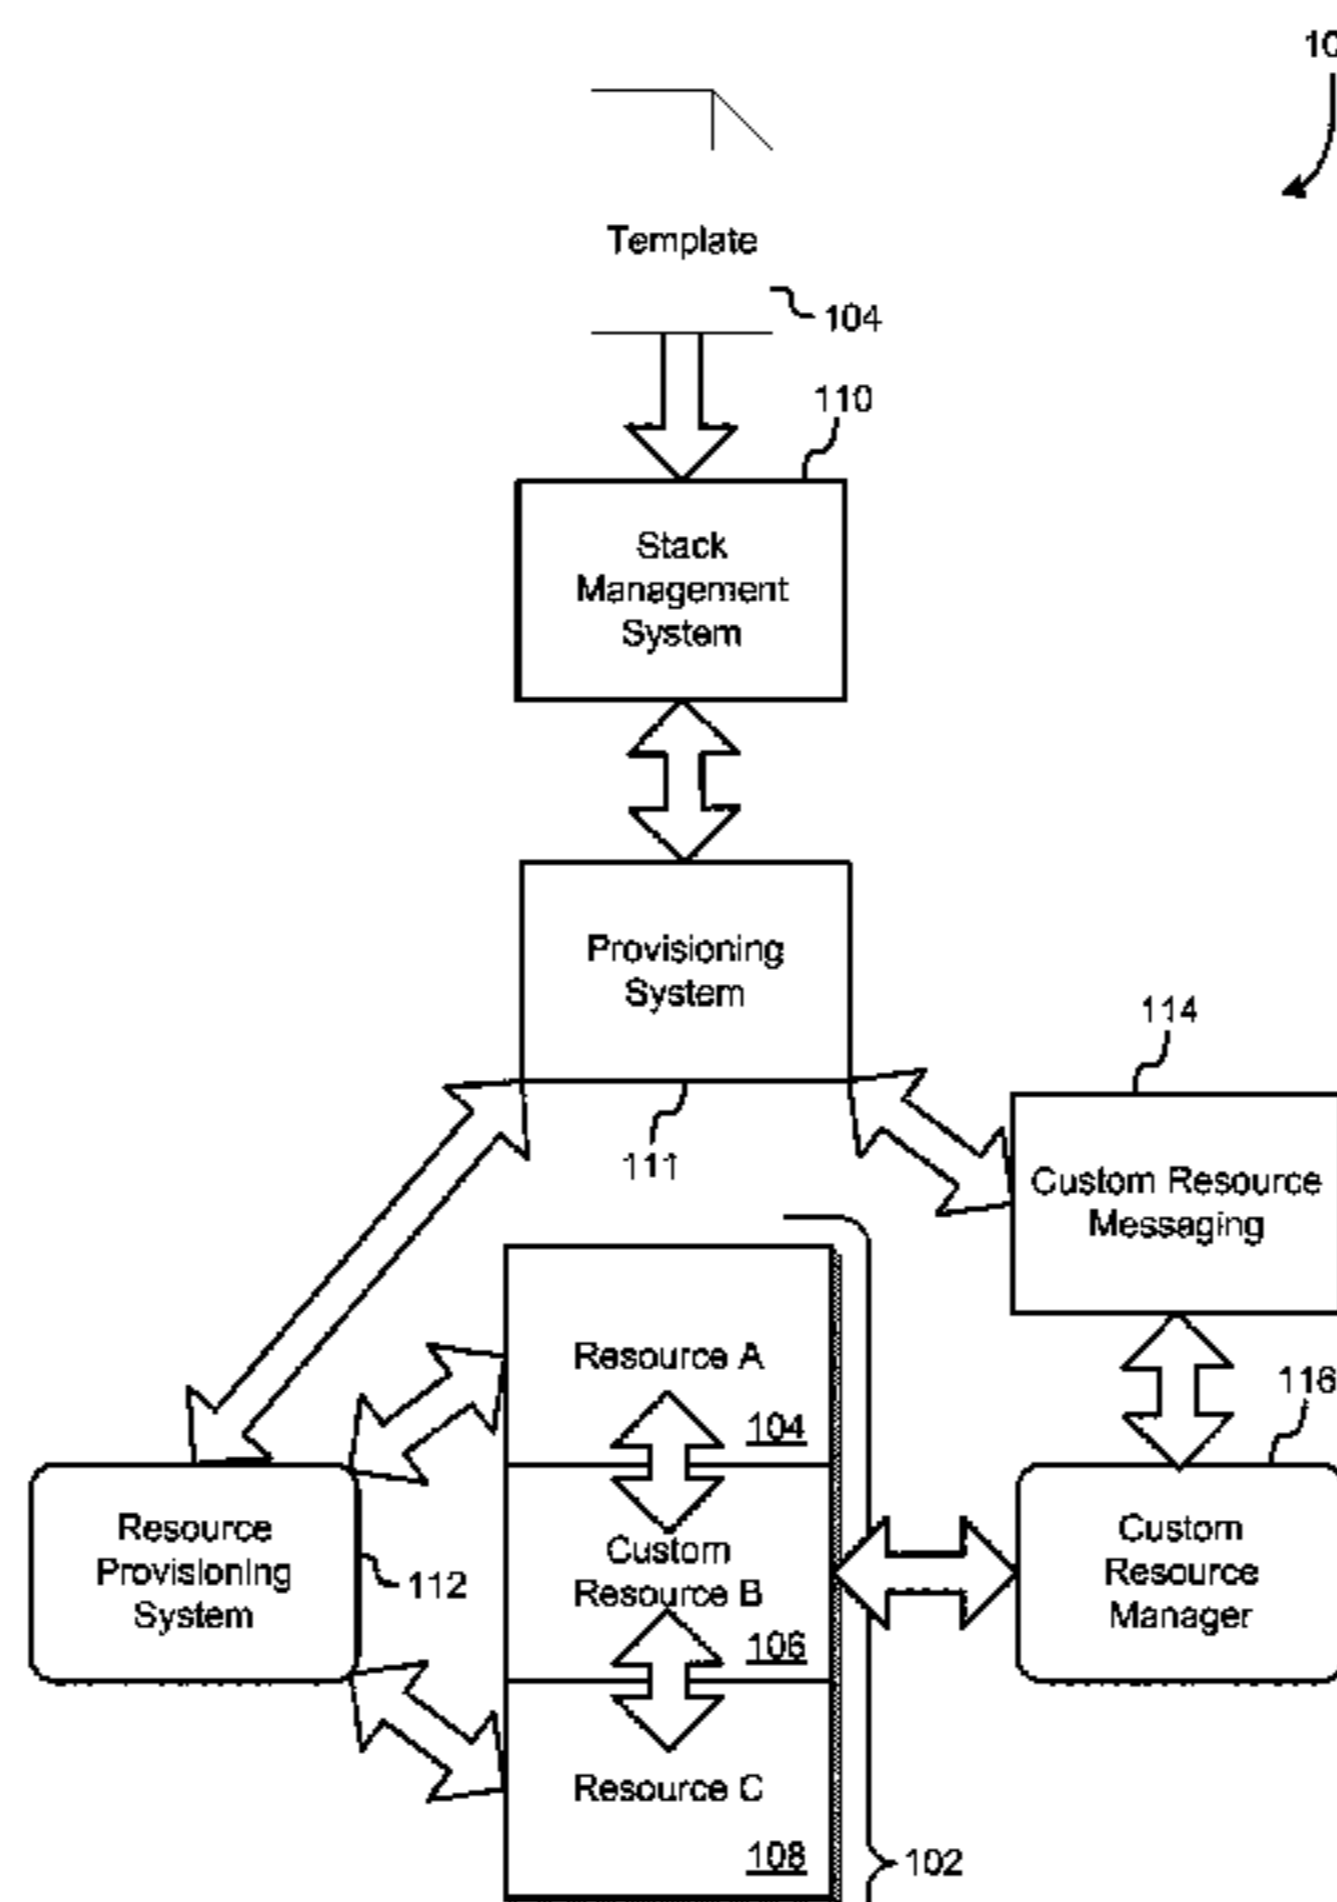 10
Template
104
110
Stack
Management
System
Provisioning
System
111
114
Custom Resource
Messaging
Resource A
104
116
Resource
Provisioning
System
112
Custom
Resource B
106
Custom
Resource
Manager
Resource C
108
102